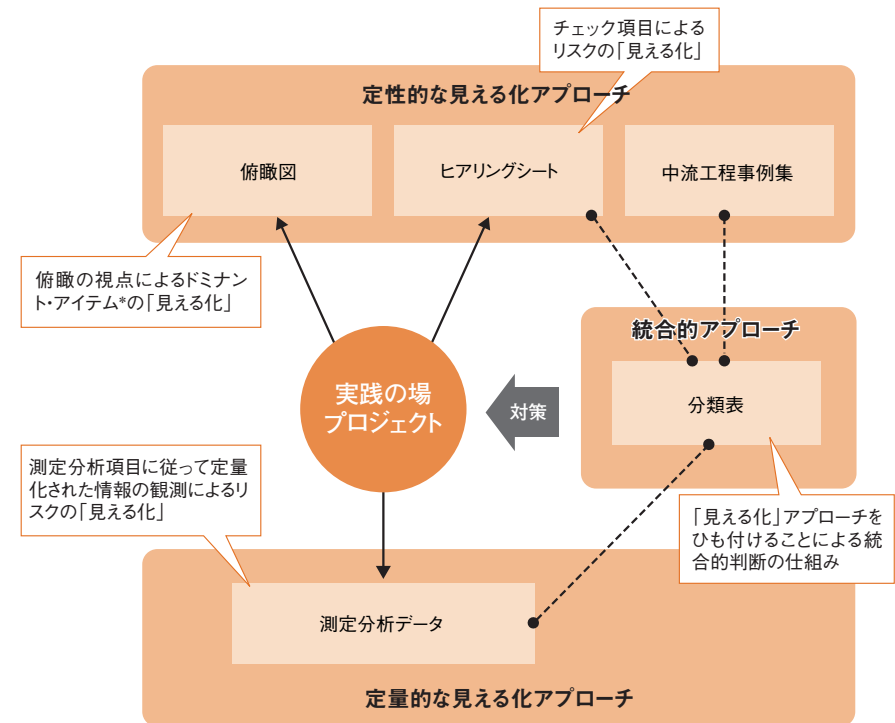 チェック項目による
リスクの「見える化」
定性的な見える化アプローチ
俯瞰図
ヒアリングシート
中流工程事例集
俯瞰の視点によるドミナン
ト・アイテム*の「見える化」
統合的アプローチ
分類表
実践の場
プロジェクト
対策
測定分析項目に従って定量
化された情報の観測によるリ
スクの「見える化」
「見える化」アプローチを
ひも付けることによる統
合的判断の仕組み
測定分析データ
定量的な見える化アプローチ